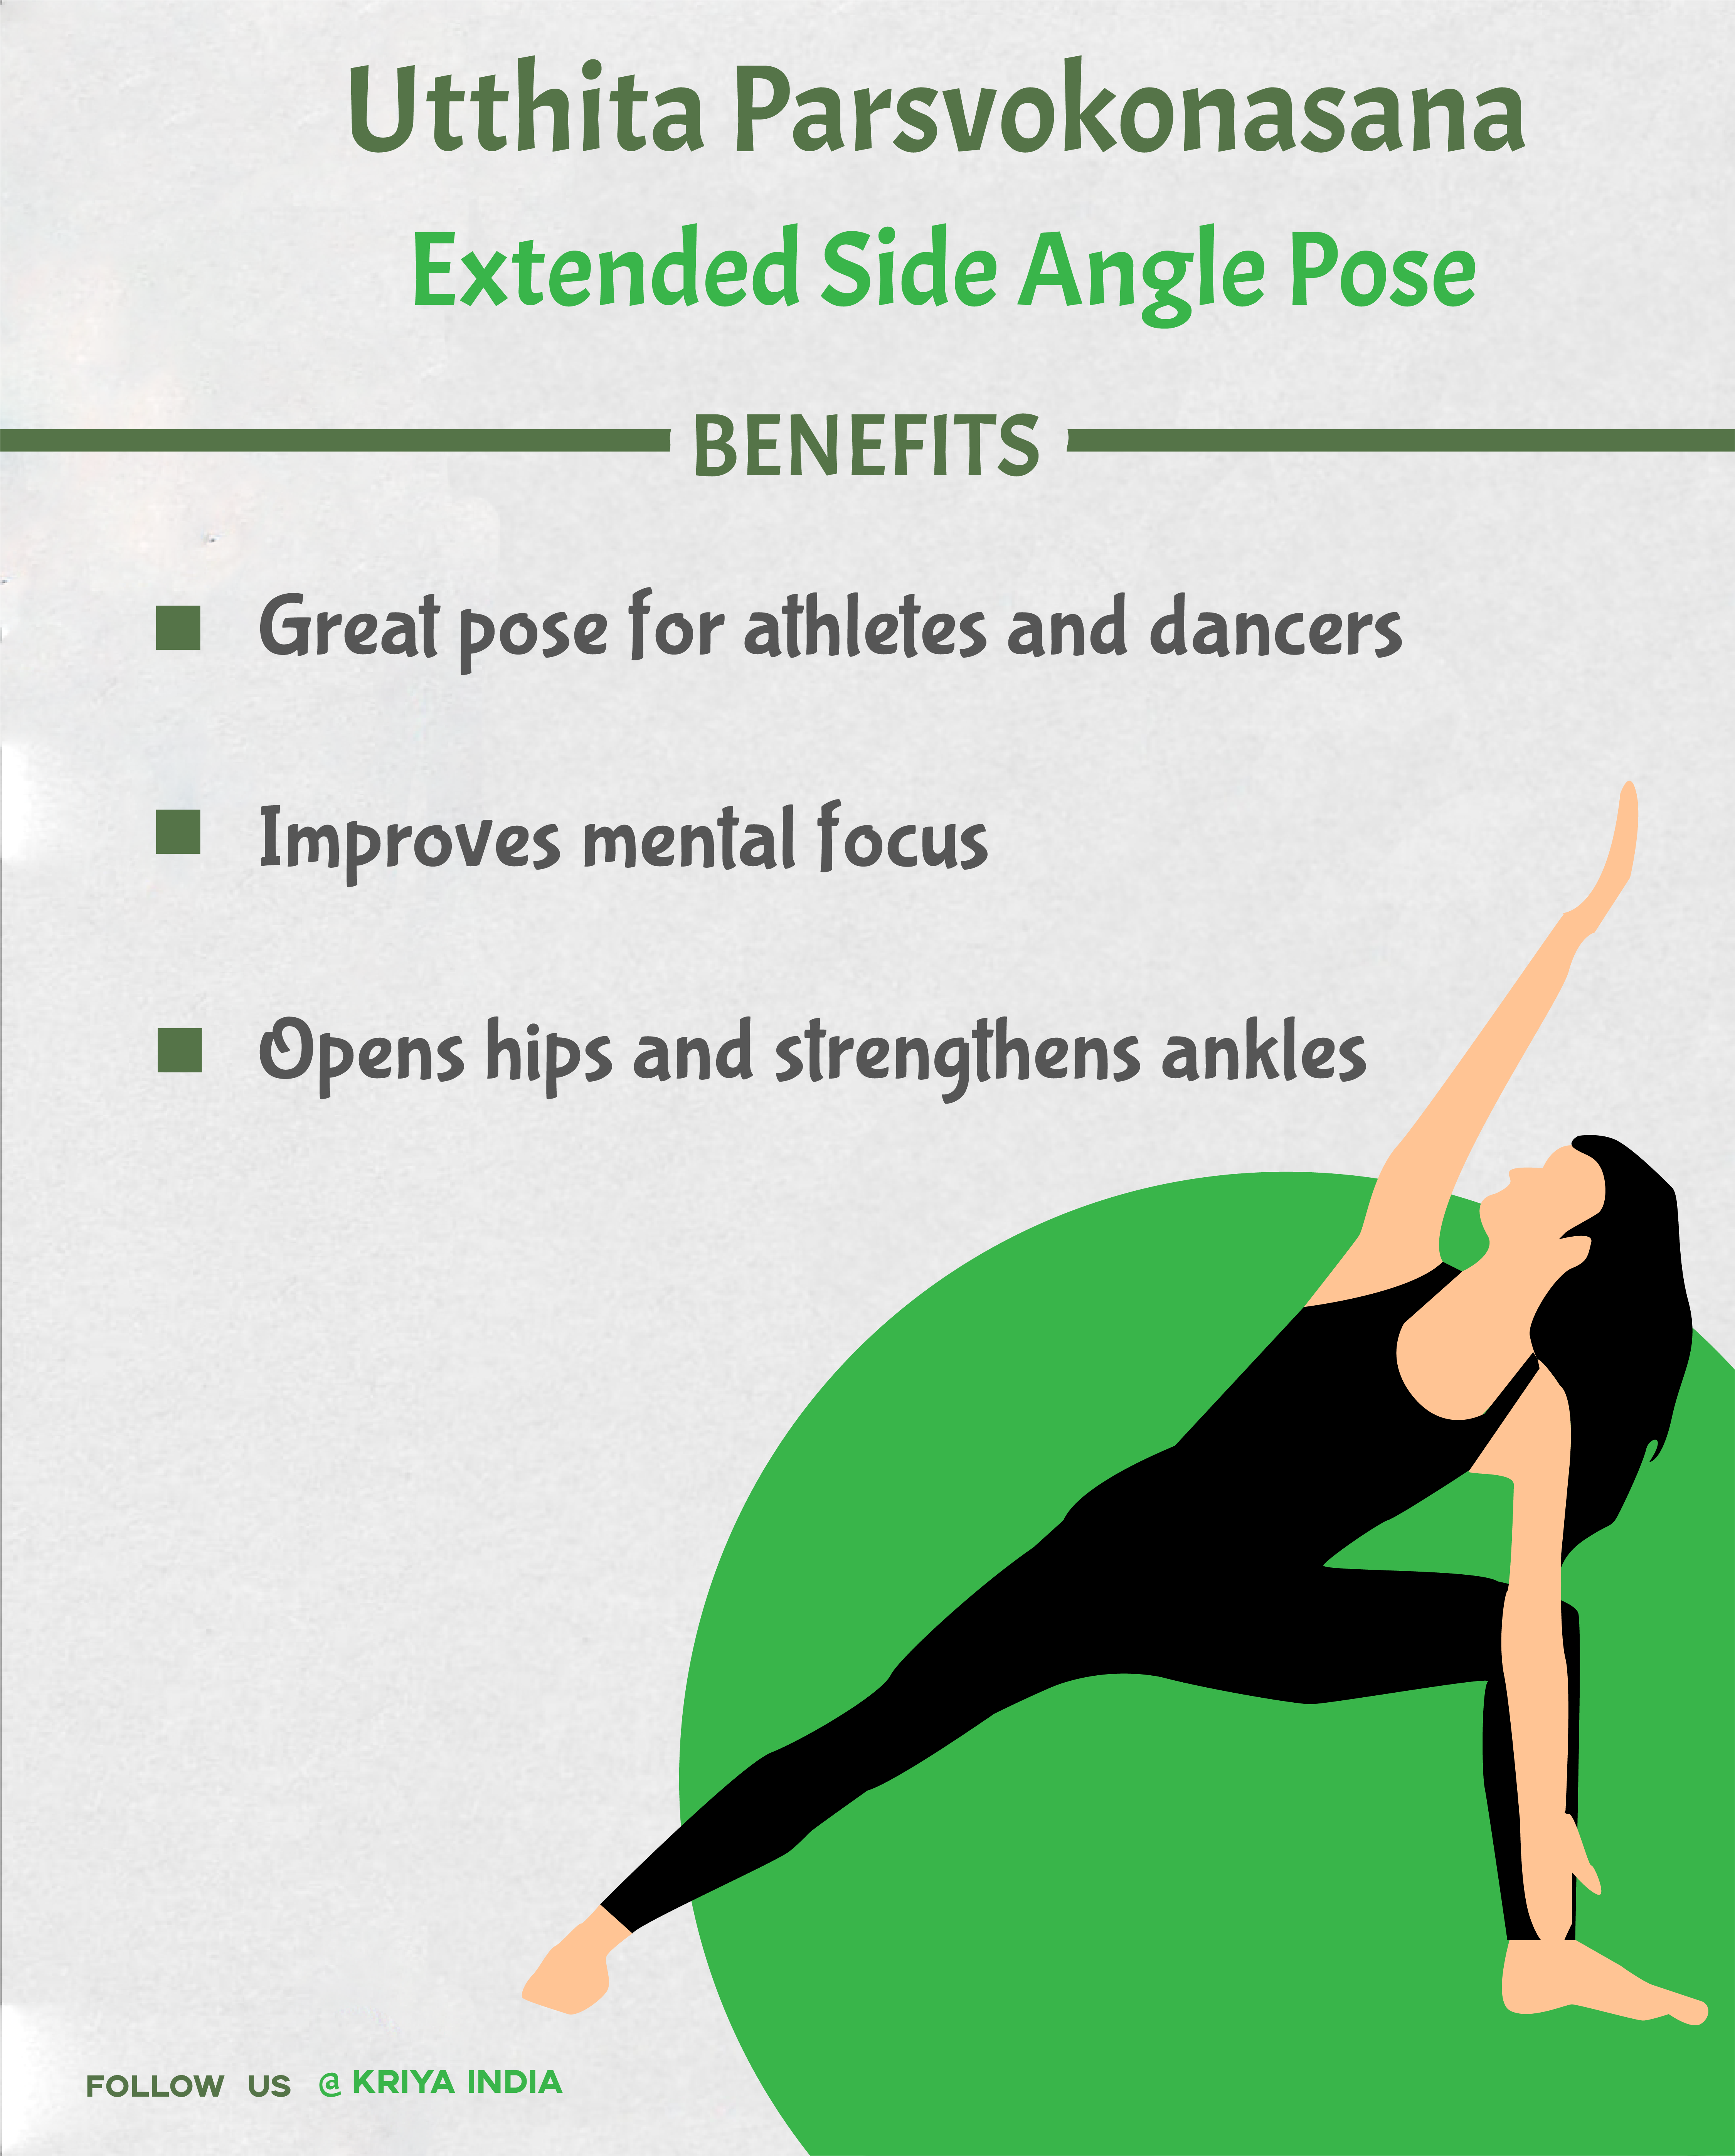 Utthita Parsvokonasana
Extended Side Angle Pose
BENEFITS
Great pose for athletes and dancers
Improves mental focus
Opens hips and strengthens ankles
FOLLOW US @ KRIYA INDIA